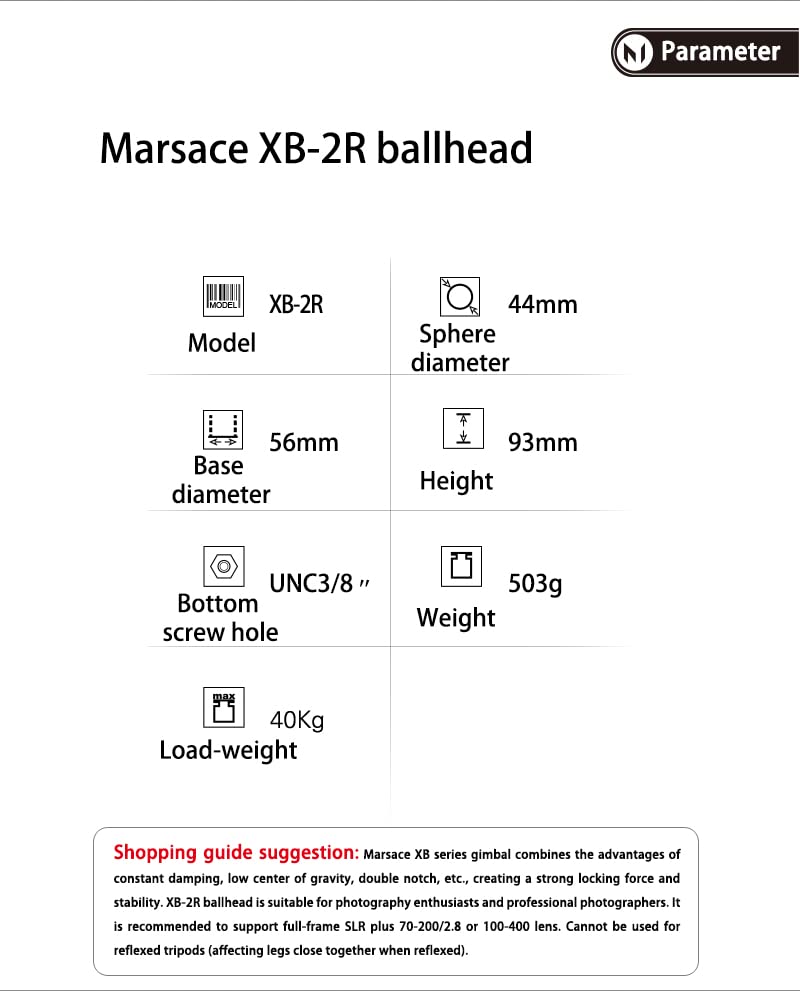 Parameter
Marsace XB-2R ballhead
MODEL
XB-2R
Model
44mm
Sphere
diameter
56mm
Base
diameter
93mm
Height
UNC3/8 〃
Bottom
screw hole
503g
Weight
max
40Kg
Load-weight
Shopping guide suggestion: Marsace XB series gimbal combines the advantages of
constant damping, low center of gravity, double notch, etc., creating a strong locking force and
stability. XB-2R ballhead is suitable for photography enthusiasts and professional photographers. It
is recommended to support full-frame SLR plus 70-200/2.8 or 100-400 lens. Cannot be used for
reflexed tripods (affecting legs close together when reflexed).